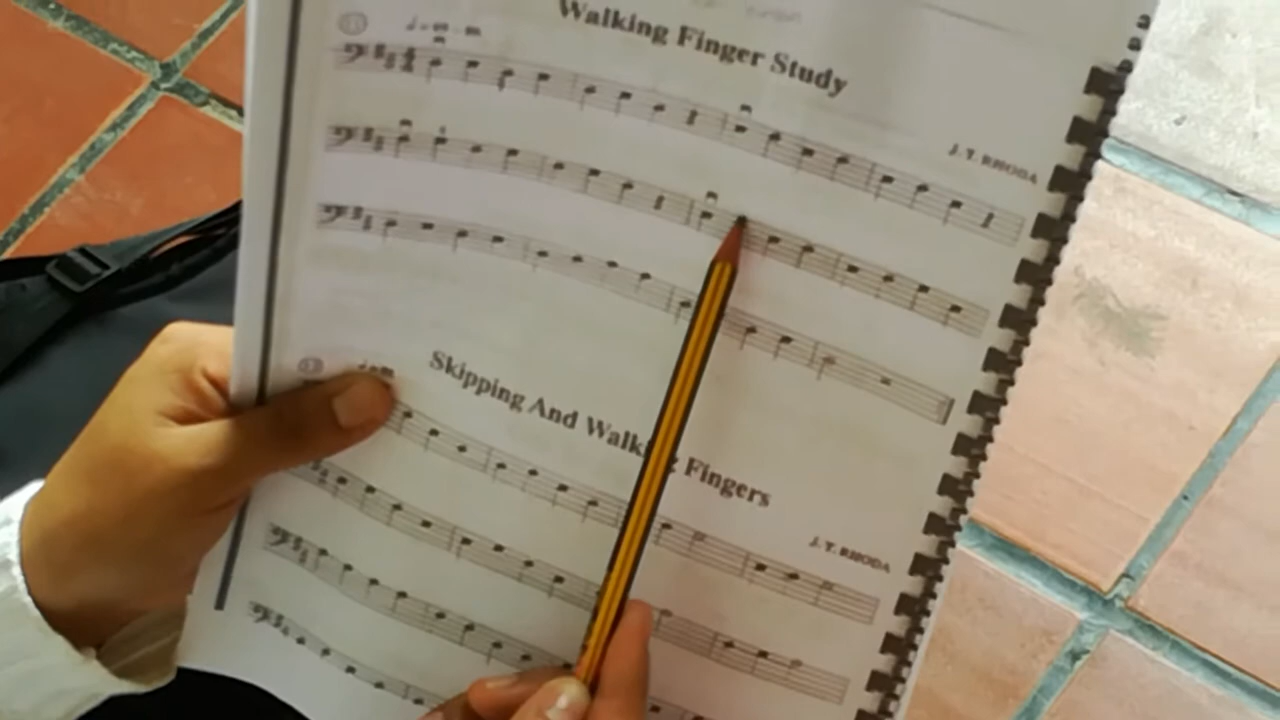 Walking Finger Study
J. T. RHODA
Skipping And Walking Fingers
J. T. RHODA